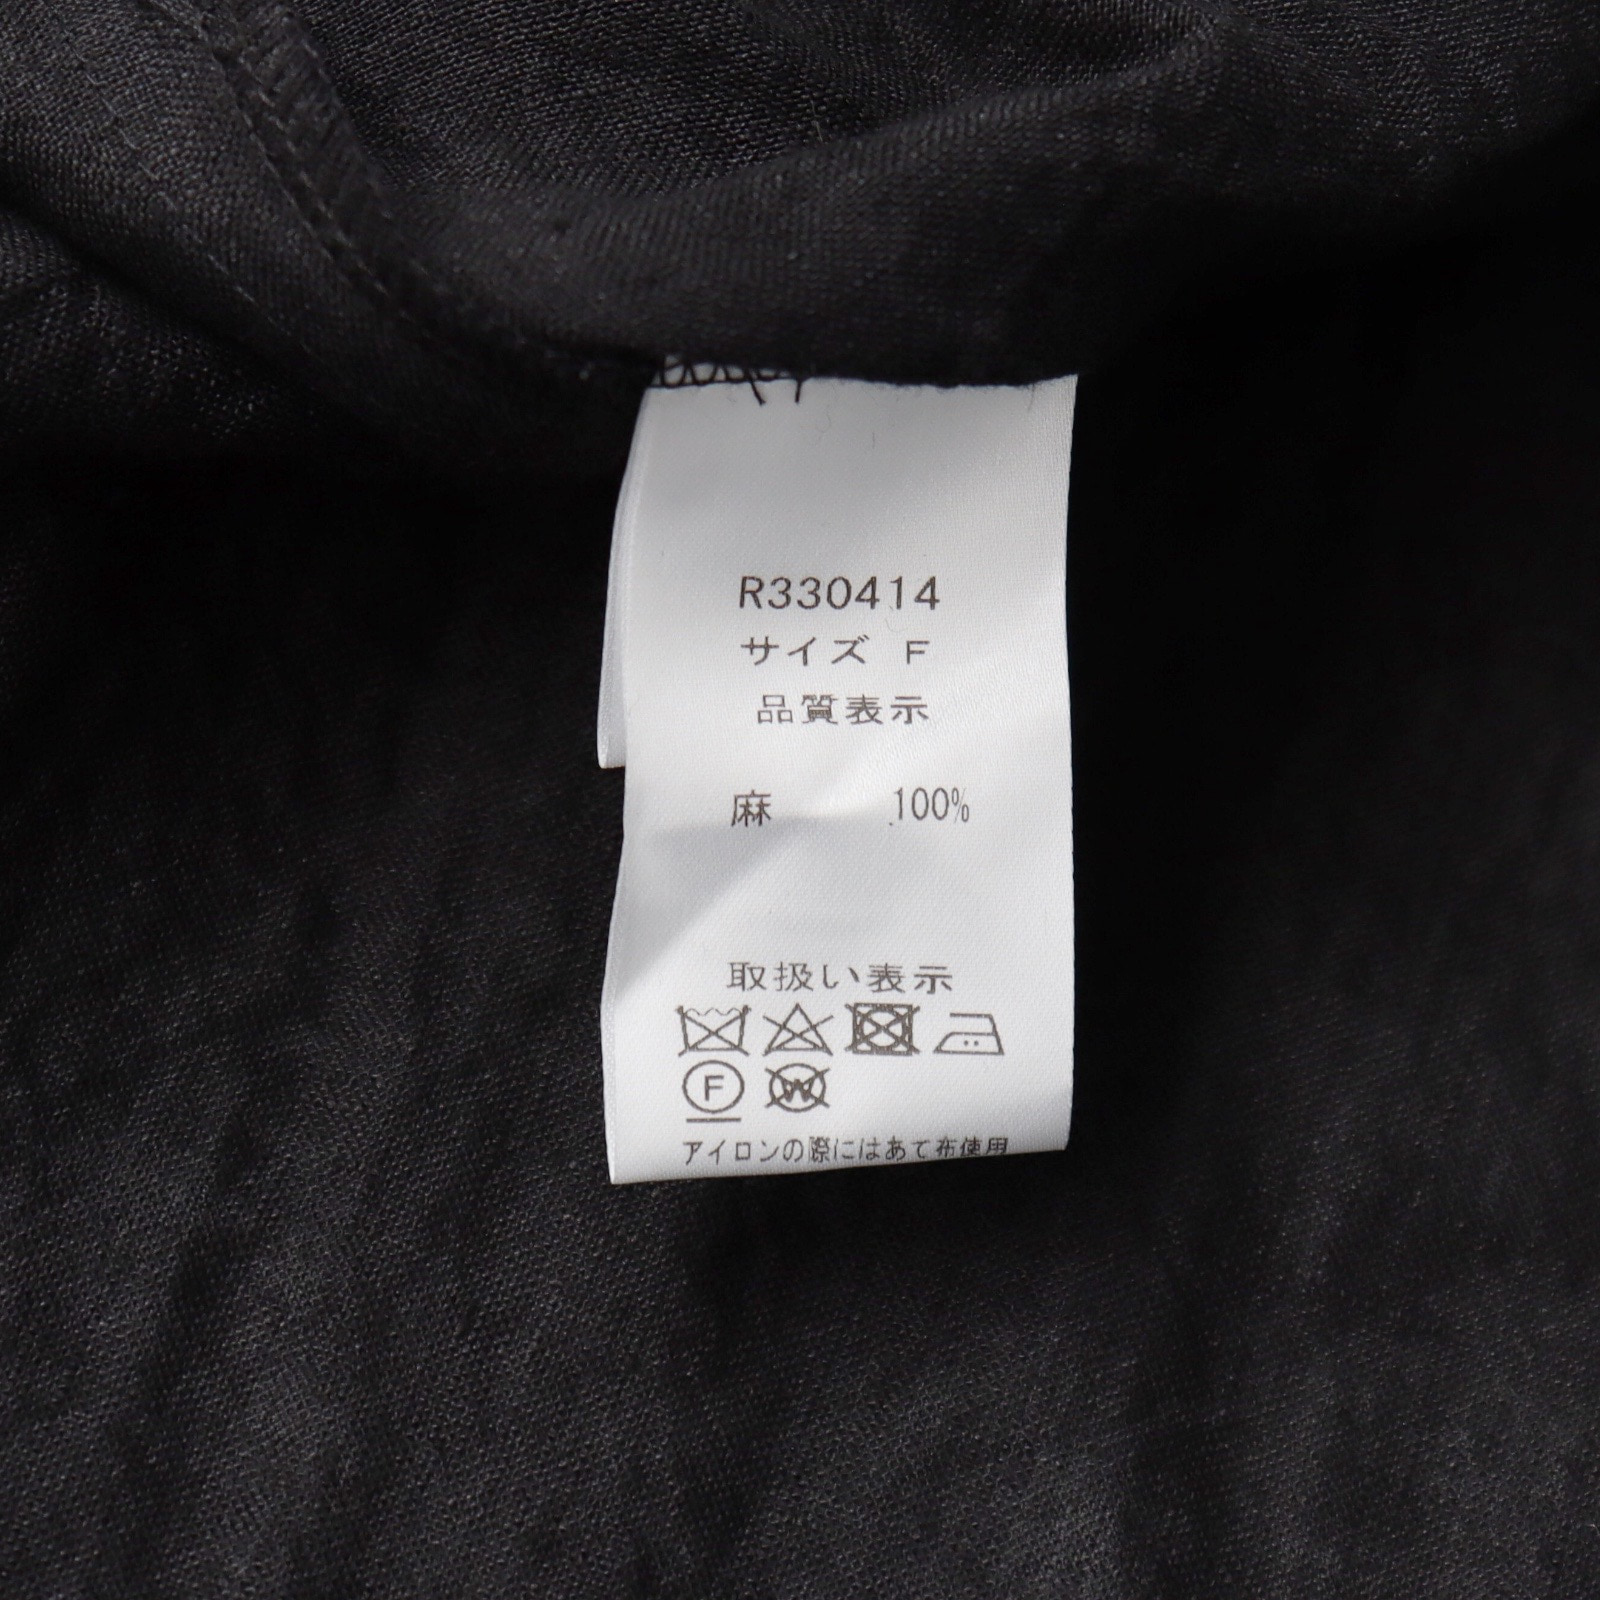 R330414
サイズ F
品質表示
麻 100%
取扱い表示
F W
アイロンの際にはあて布使用